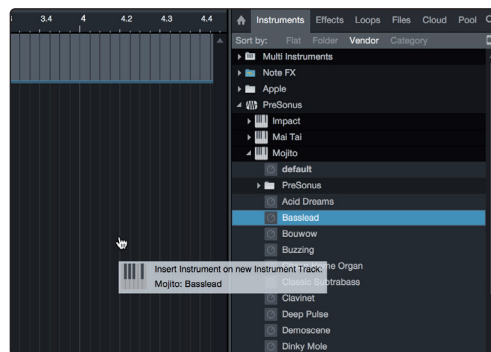 3.4 4 4.2 4.3 4.4
Instruments Effects Loops Files Cloud Pool
Sort by: Flat Folder Vendor Category
Multi Instruments
Note FX
Apple
PreSonus
Impact
Mai Tai
Mojito
default
PreSonus
Acid Dreams
Basslead
Bouwow
Buzzing
Organ
Insert Instrument on new Instrument Track:
Classic Subtrabass
Mojito: Basslead
Clavinet
Deep Pulse
Demoscene
Dinky Mole